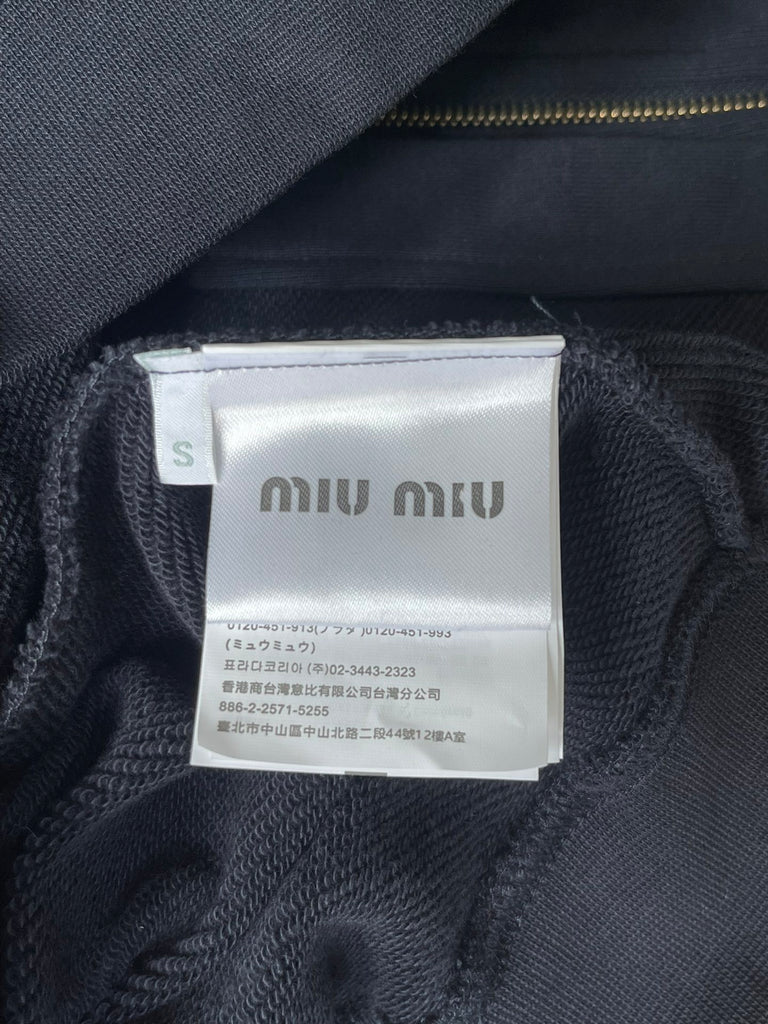 S
MIU MIU
0120-451-913(プラダ)0120-451-993
(ミュウミュウ)
표라다코리아 (주)02-3443-2323
香港商台灣意比有限公司台灣分公司
886-2-2571-5255
臺北市中山區中山北路二段44號12樓A室